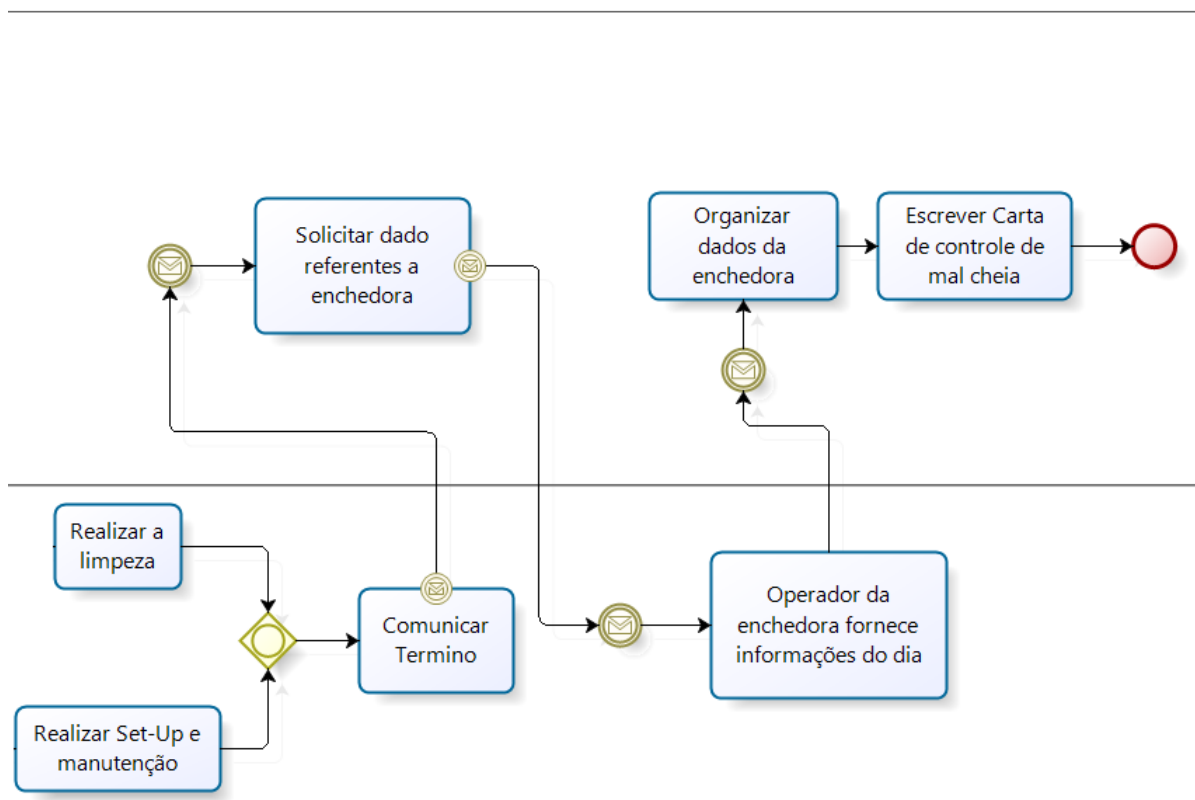 Solicitar dado
referentes a
enchedora
Organizar
dados da
enchedora
Escrever Carta
de controle de
mal cheia
Realizar a
limpeza
Comunicar
Termino
Operador da
enchedora fornece
informações do dia
Realizar Set-Up e
manutenção